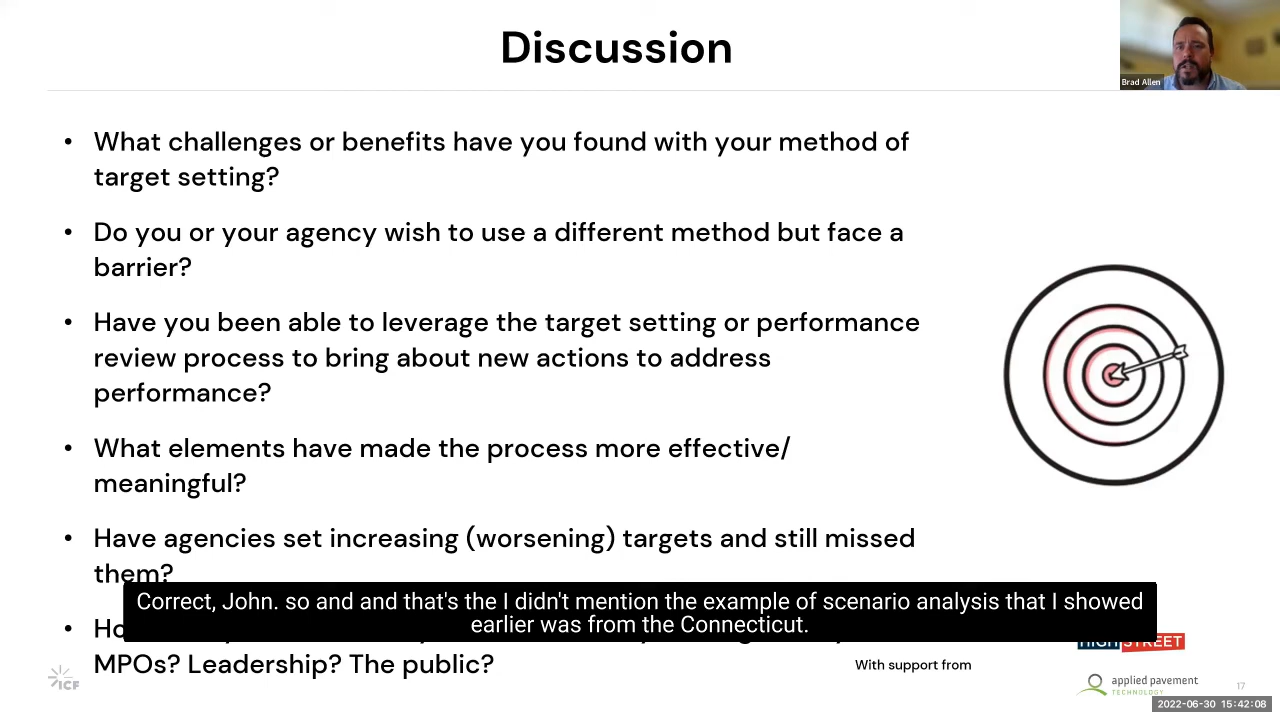 Discussion
Brad Allen
• What challenges or benefits have you found with your method of
target setting?
• Do you or your agency wish to use a different method but face a
barrier?
• Have you been able to leverage the target setting or performance
review process to bring about new actions to address
performance?
• What elements have made the process more effective/
meaningful?
• Have agencies set increasing (worsening) targets and still missed
them?
Correct, John. so and and that's the I didn't mention the example of scenario analysis that I showed
earlier was from the Connecticut.
MPOs? Leadership? The public?
HIGH STREET
With support from
ICF
applied pavement
TECHNOLOGY
17
2022-06-30 15:42:08